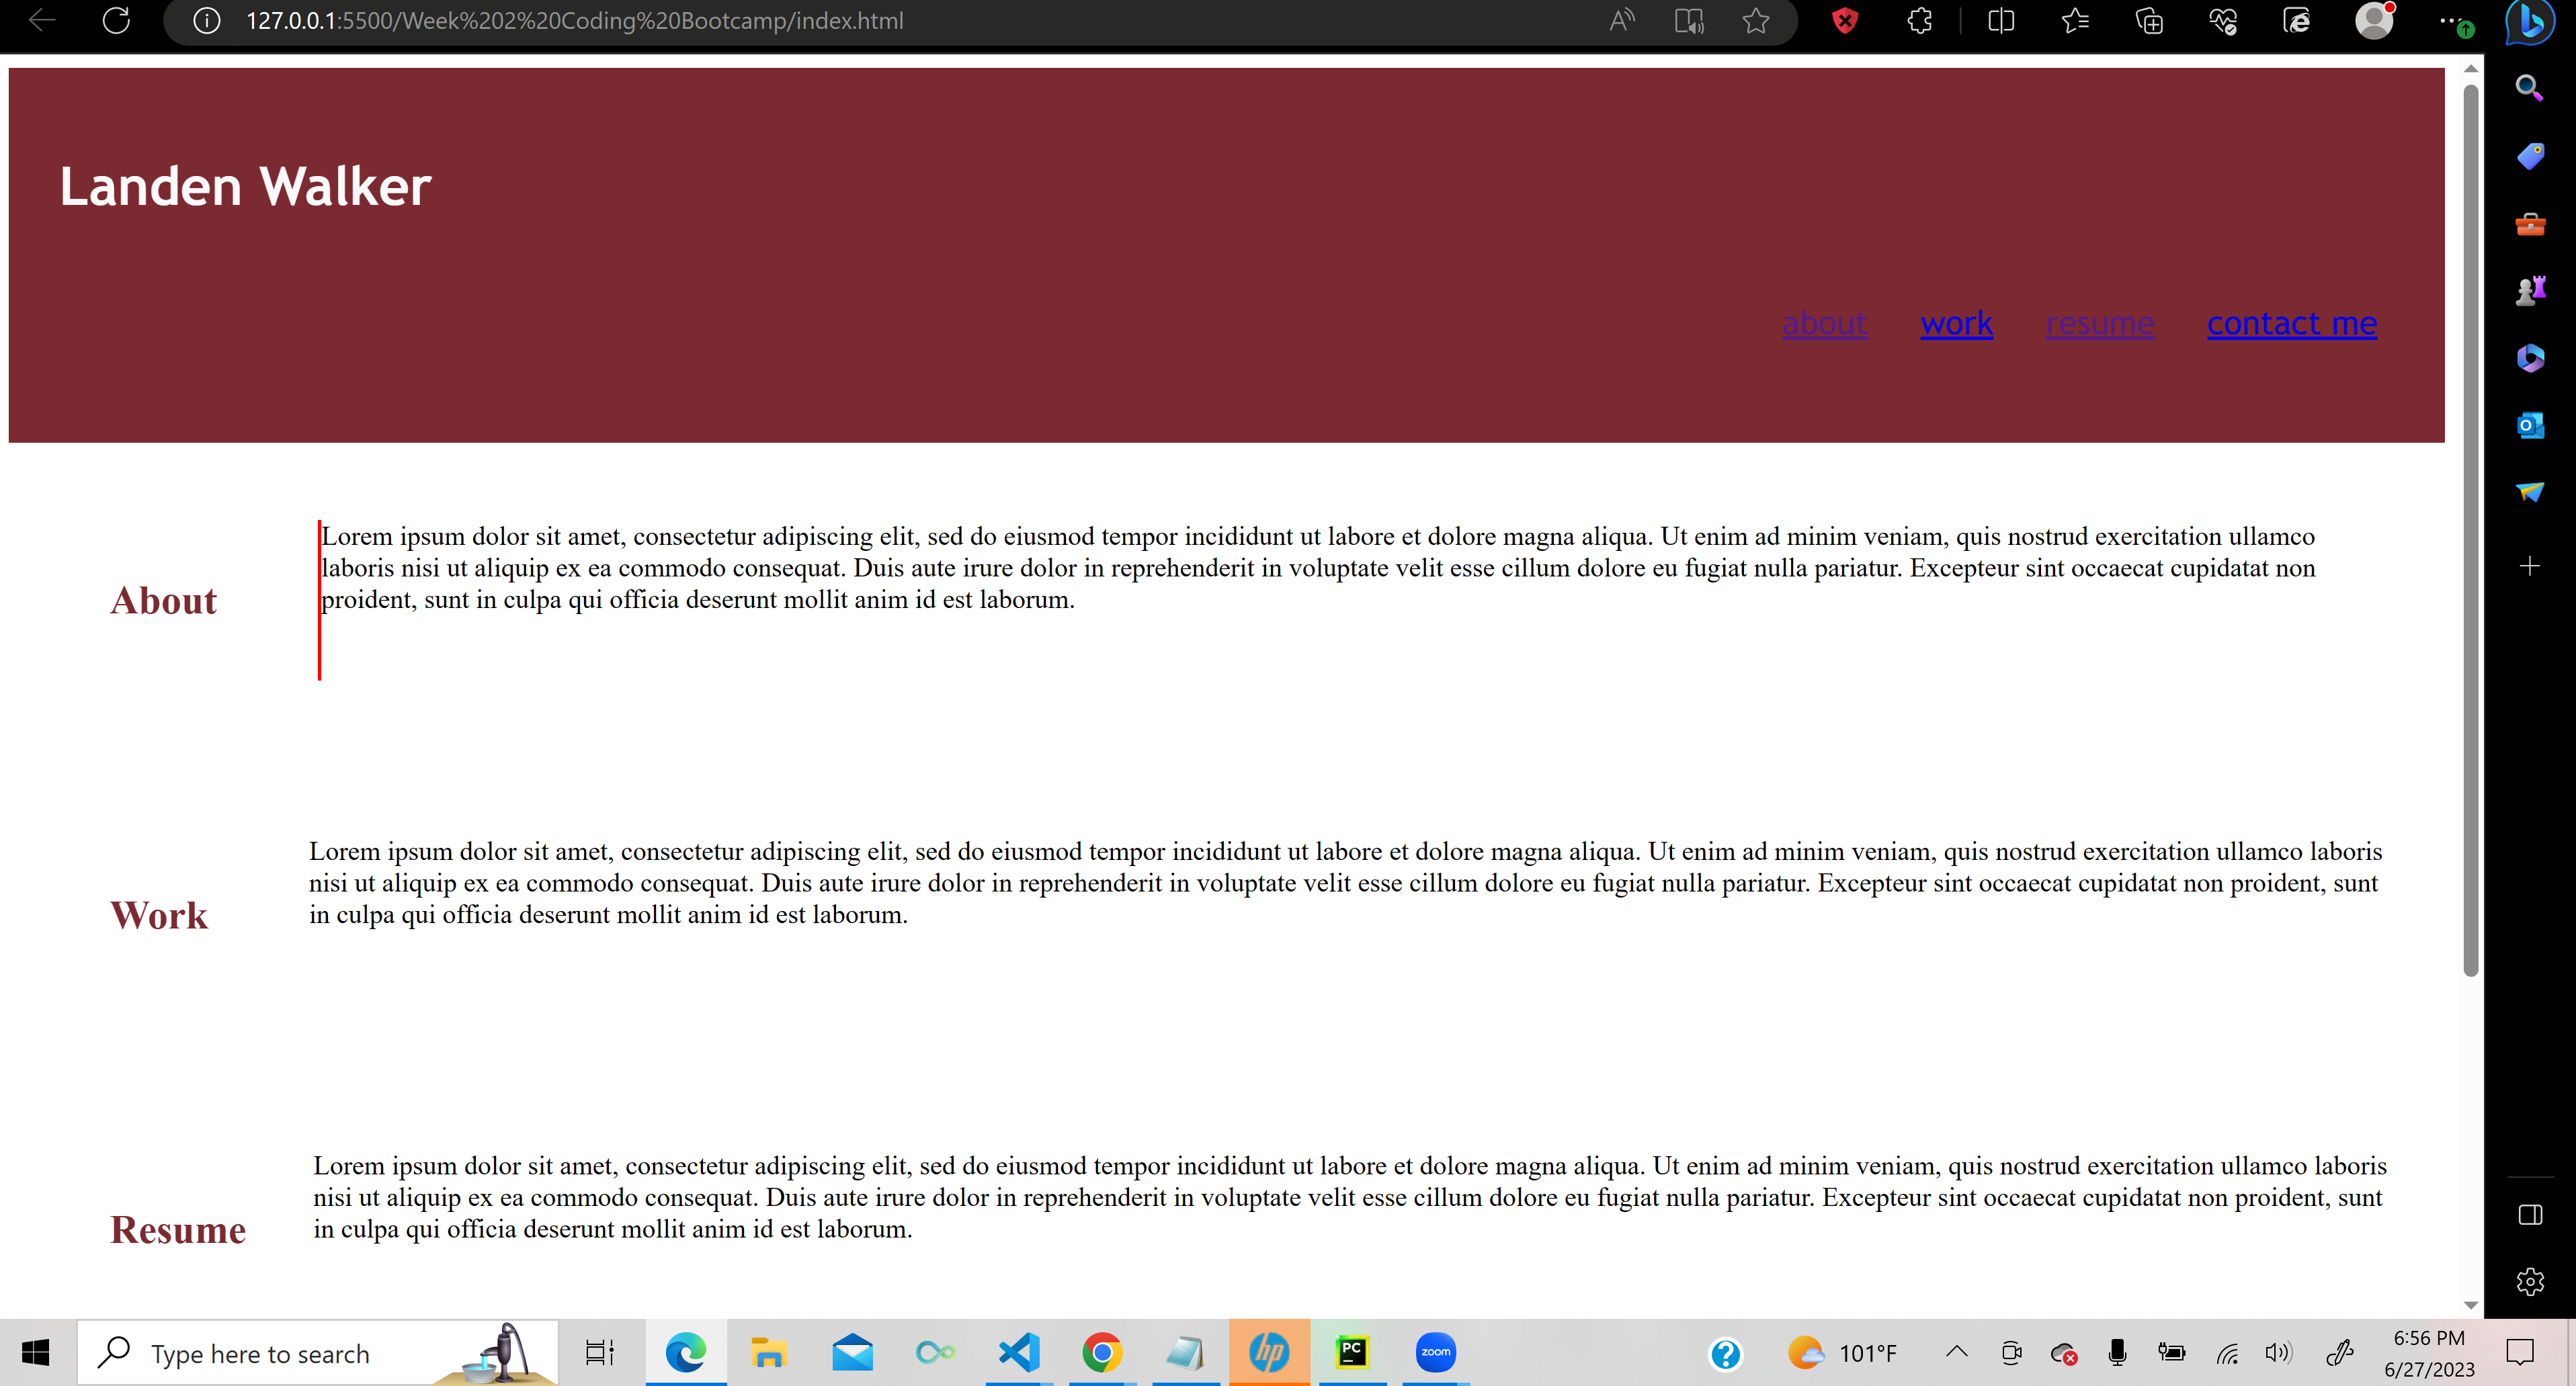 127.0.0.1:5500/Week%202%20Coding%20Bootcamp/index.html
Landen Walker
about work resume contact me
About
Lorem ipsum dolor sit amet, consectetur adipiscing elit, sed do eiusmod tempor incididunt ut labore et dolore magna aliqua. Ut enim ad minim veniam, quis nostrud exercitation ullamco
laboris nisi ut aliquip ex ea commodo consequat. Duis aute irure dolor in reprehenderit in voluptate velit esse cillum dolore eu fugiat nulla pariatur. Excepteur sint occaecat cupidatat non
proident, sunt in culpa qui officia deserunt mollit anim id est laborum.
Work
Lorem ipsum dolor sit amet, consectetur adipiscing elit, sed do eiusmod tempor incididunt ut labore et dolore magna aliqua. Ut enim ad minim veniam, quis nostrud exercitation ullamco laboris
nisi ut aliquip ex ea commodo consequat. Duis aute irure dolor in reprehenderit in voluptate velit esse cillum dolore eu fugiat nulla pariatur. Excepteur sint occaecat cupidatat non proident, sunt
in culpa qui officia deserunt mollit anim id est laborum.
Resume
Lorem ipsum dolor sit amet, consectetur adipiscing elit, sed do eiusmod tempor incididunt ut labore et dolore magna aliqua. Ut enim ad minim veniam, quis nostrud exercitation ullamco laboris
nisi ut aliquip ex ea commodo consequat. Duis aute irure dolor in reprehenderit in voluptate velit esse cillum dolore eu fugiat nulla pariatur. Excepteur sint occaecat cupidatat non proident, sunt
in culpa qui officia deserunt mollit anim id est laborum.
Type here to search
hp
PC
zoom
101°F
6:56 PM
6/27/2023